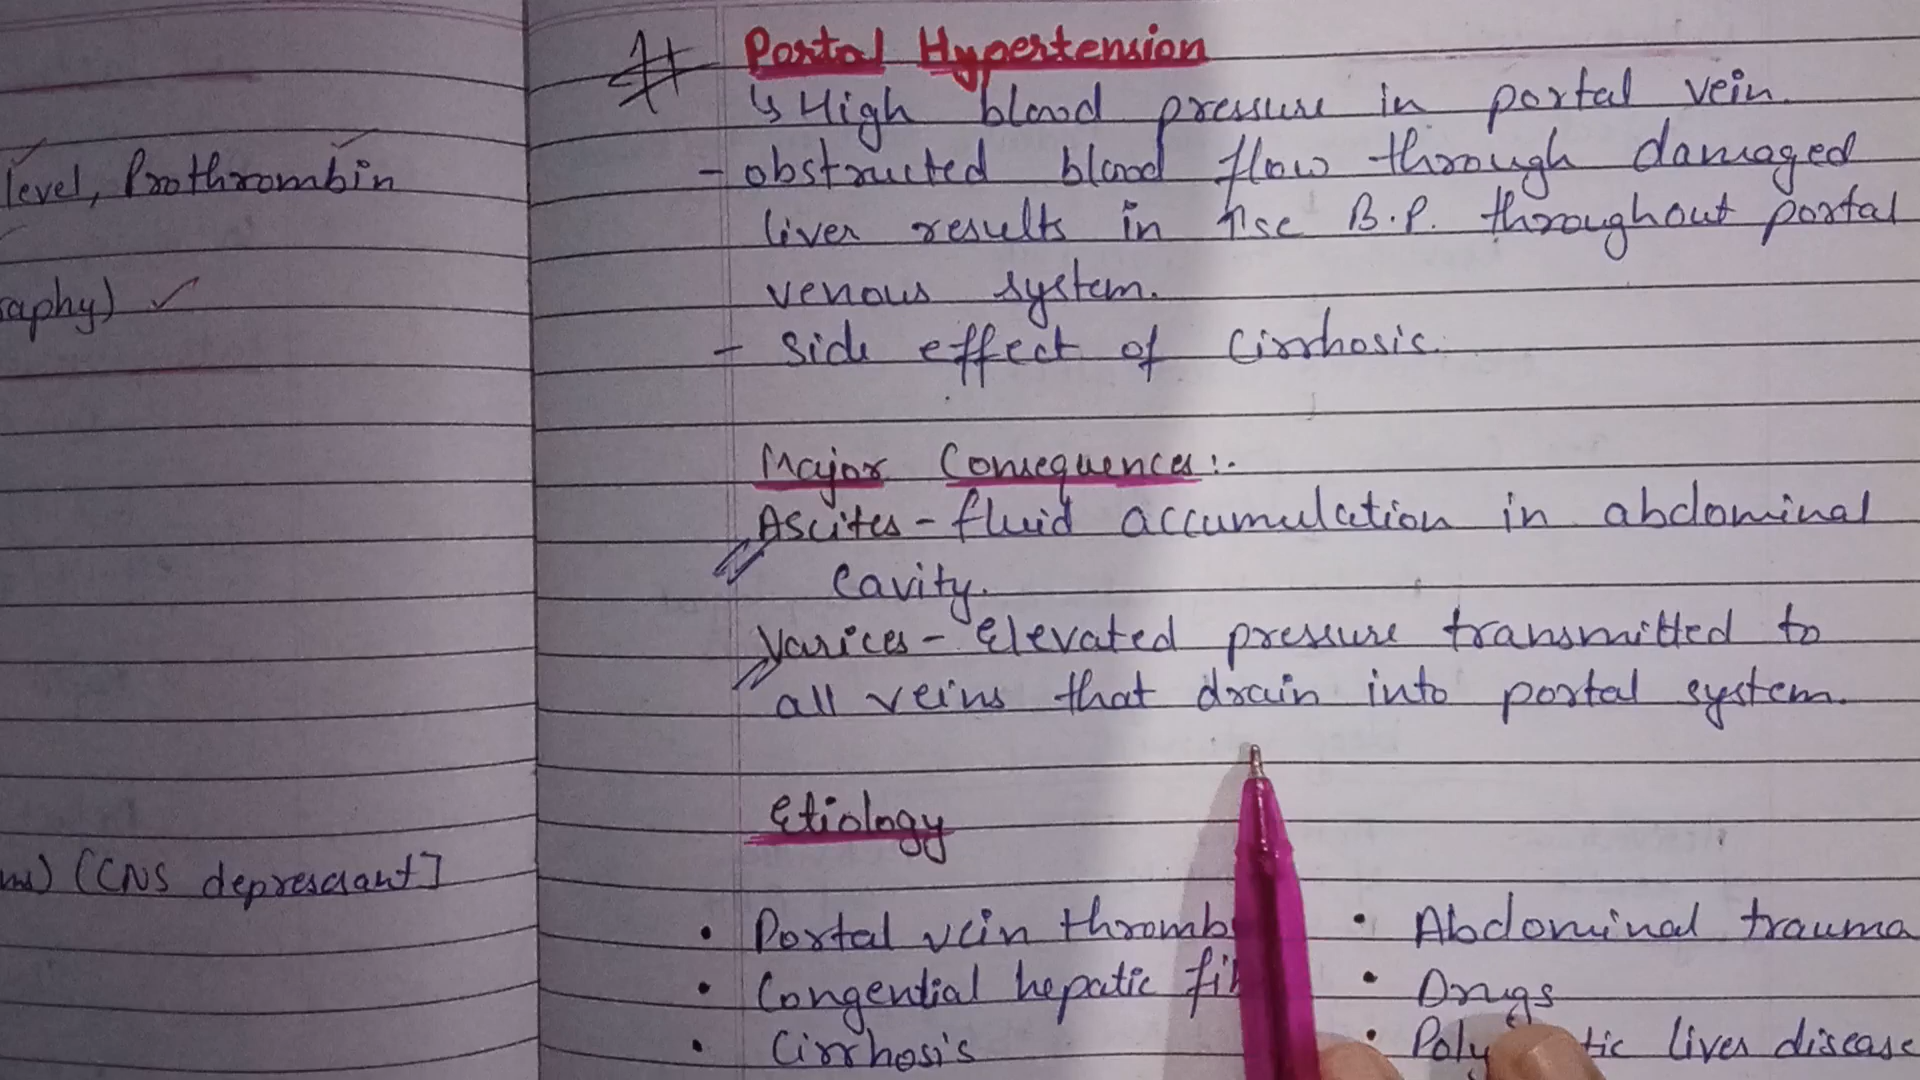 level, Prothrombin
raphy) ✓
ms) (CNS depressant]
# Portal Hypertension
↳ High blood pressure in portal vein.
- obstructed blood flow through damaged
liver results in rise B.P. throughout portal
venous system.
- Side effect of Cirrhosis.
Major Consequences:-
Ascites - fluid accumulation in abdominal
Cavity.
Varices - Elevated pressure transmitted to
all veins that drain into portal system.
Etiology
• Portal vein thromb
• Congential hepatic fi
• Cirrhosis
• Abdominal trauma
• Drugs
• Poly tic liver disease